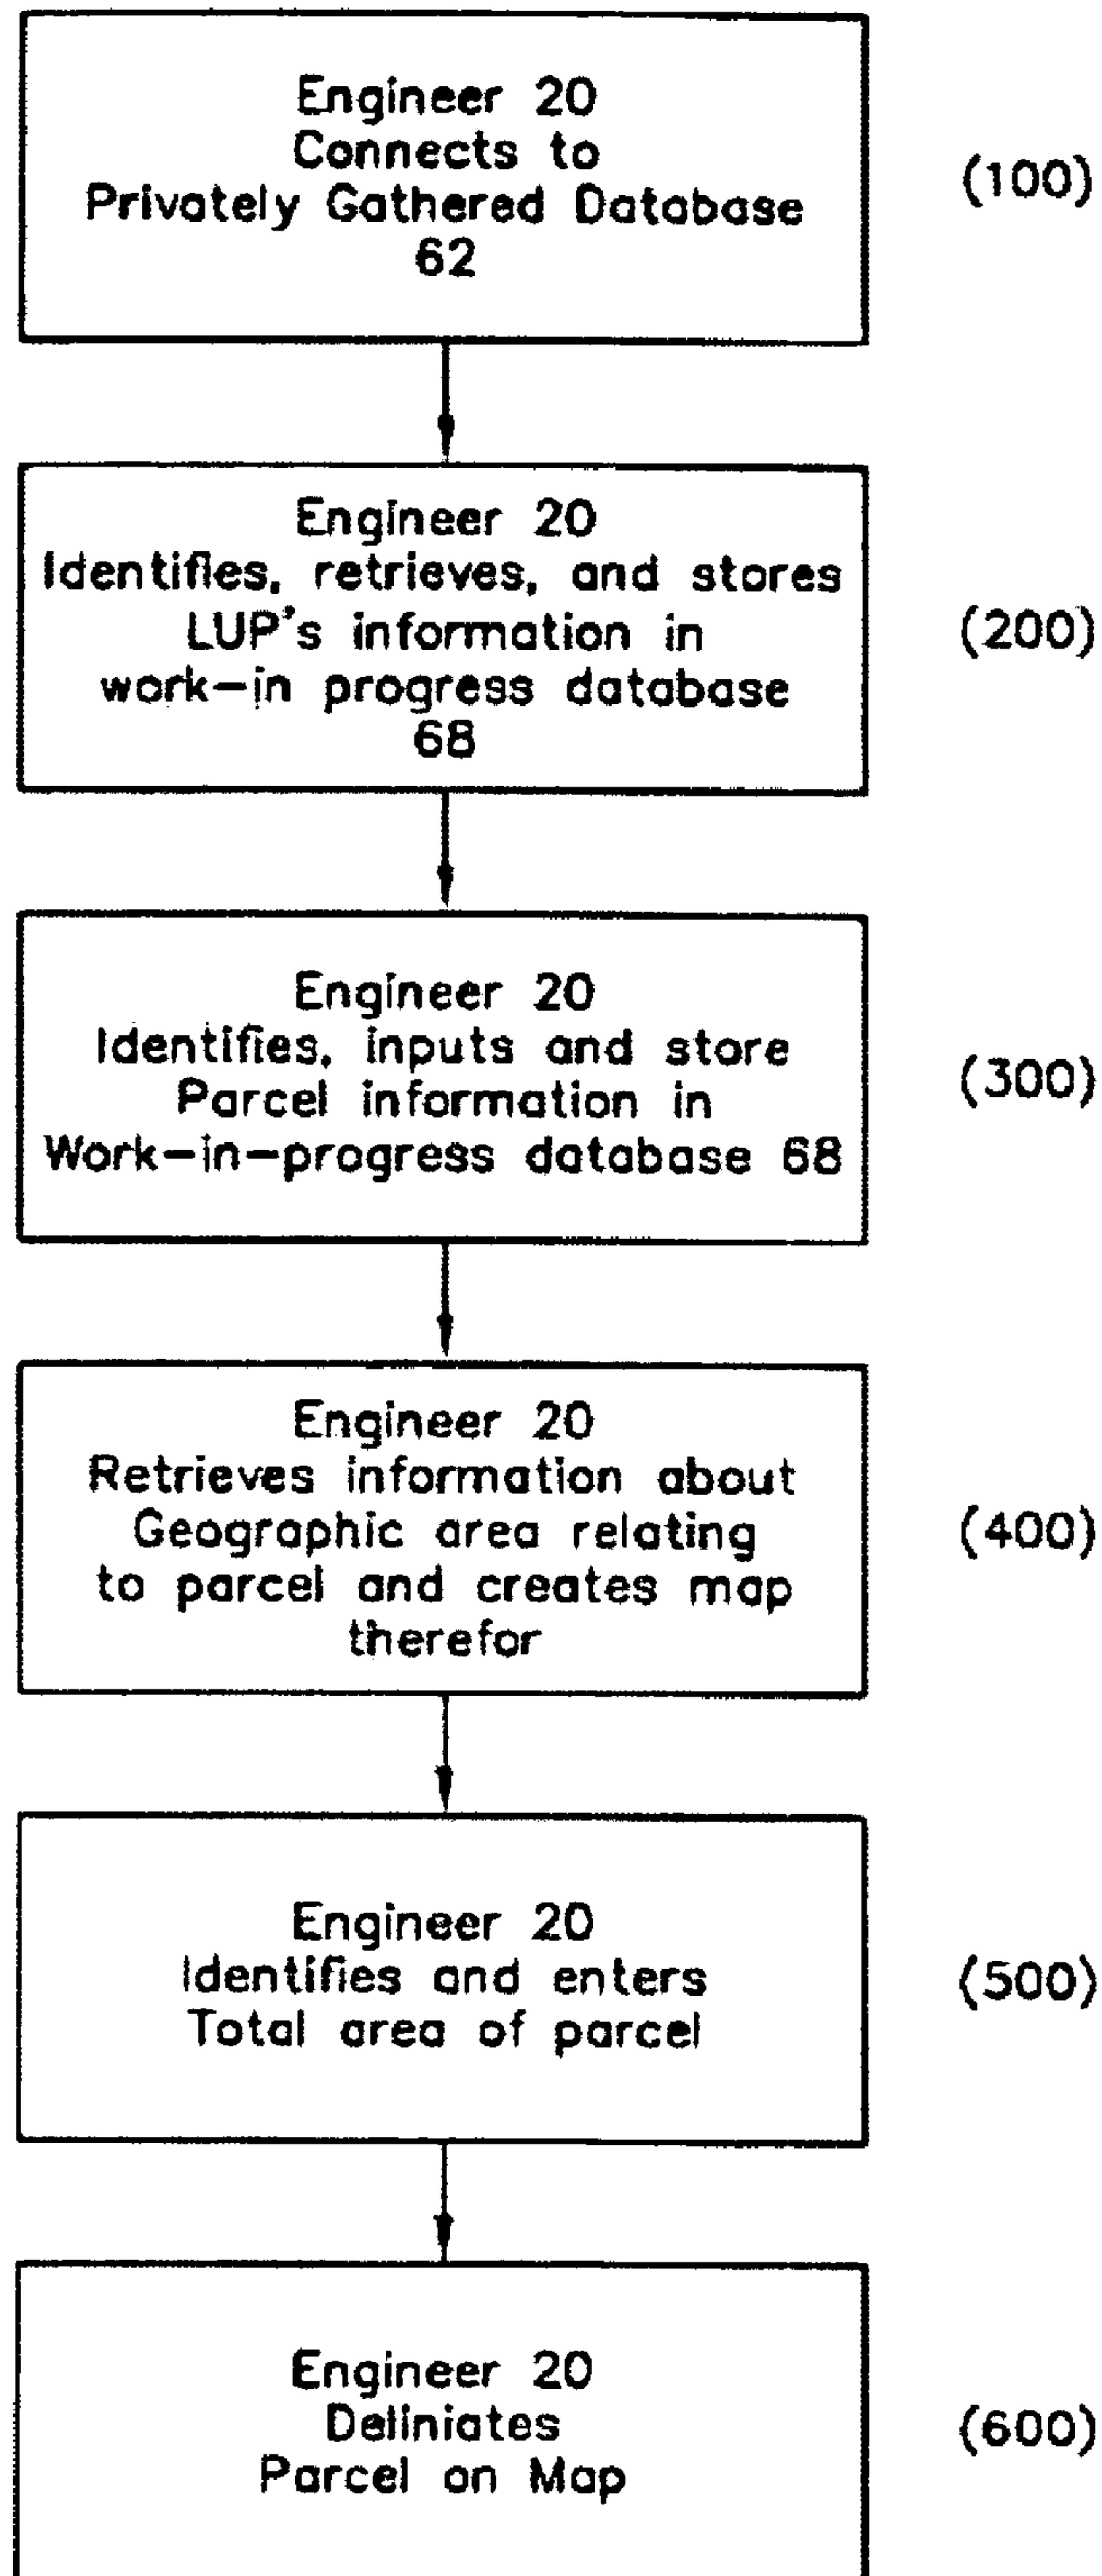 Engineer 20
Connects to
Privately Gathered Database
62
(100)
Engineer 20
Identifies, retrieves, and stores
LUP's information in
work-in progress database
68
(200)
Engineer 20
Identifies, inputs and store
Parcel information in
Work-in-progress database 68
(300)
Engineer 20
Retrieves information about
Geographic area relating
to parcel and creates map
therefor
(400)
Engineer 20
Identifies and enters
Total area of parcel
(500)
Engineer 20
Deliniates
Parcel on Map
(600)